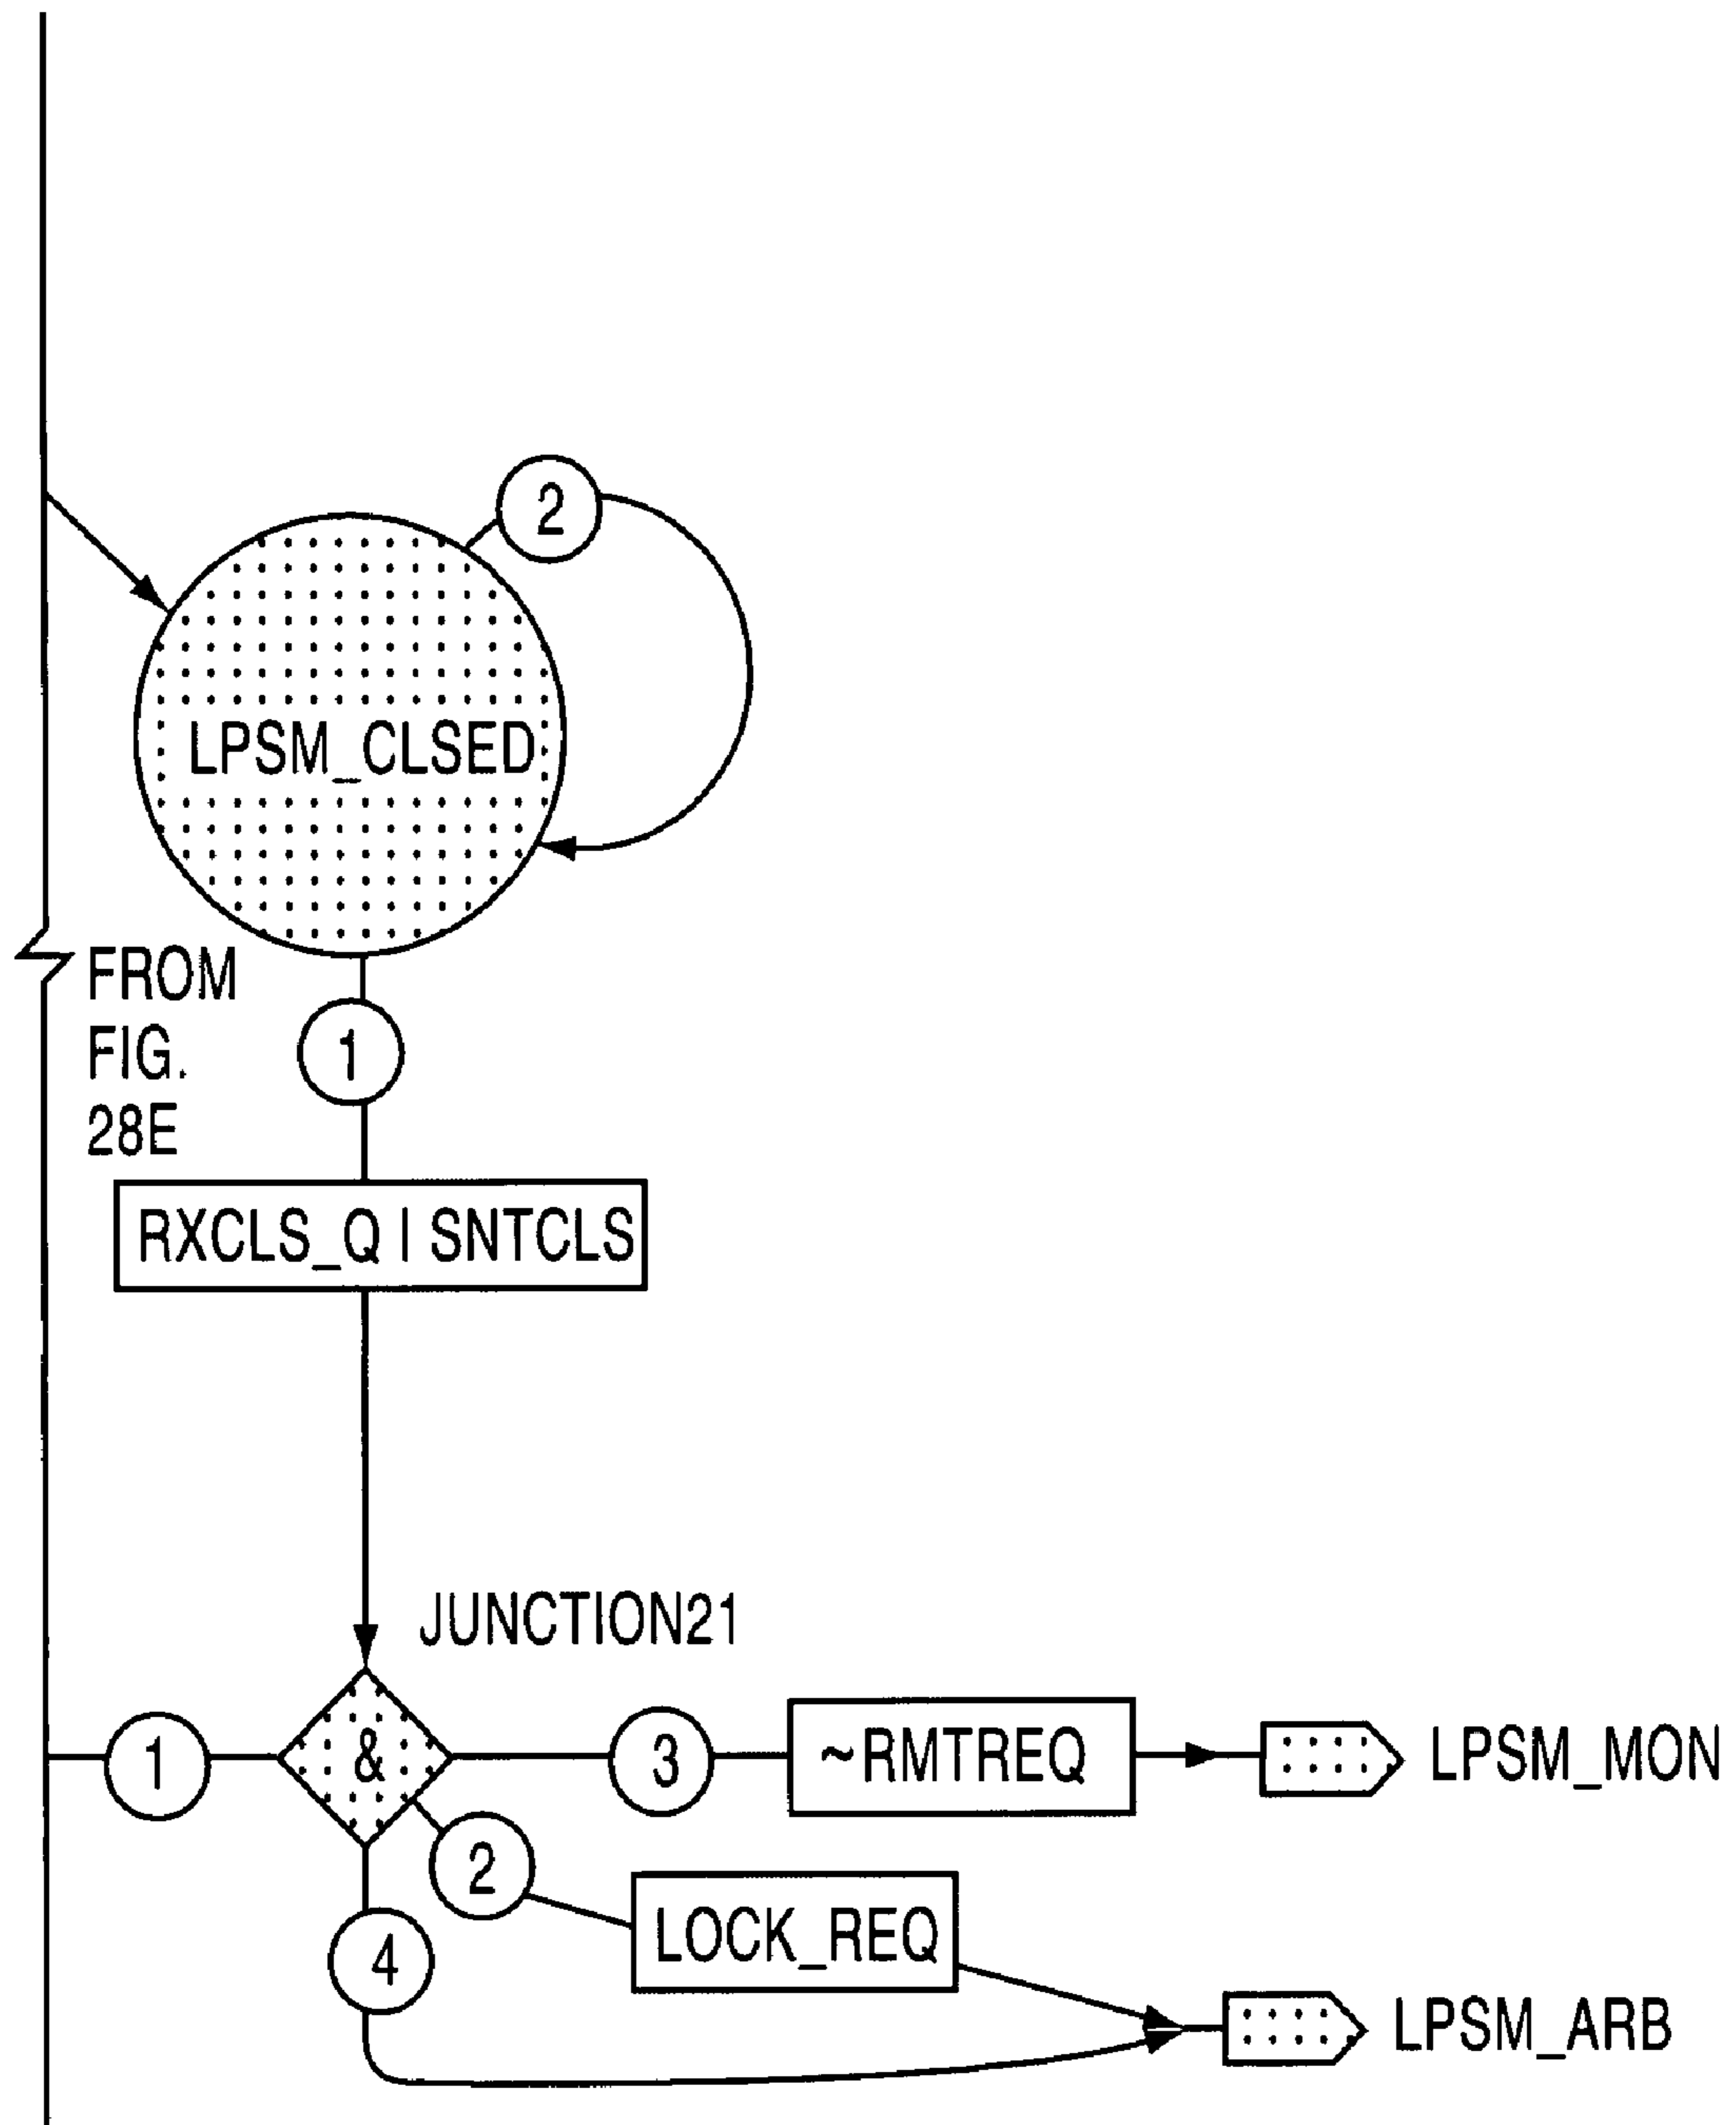 2
LPSM_CLSED
FROM
FIG.
28E
1
RXCLS_Q | SNTCLS
JUNCTION21
1
&
3
~RMTREQ
LPSM_MON
2
LOCK_REQ
4
LPSM_ARB